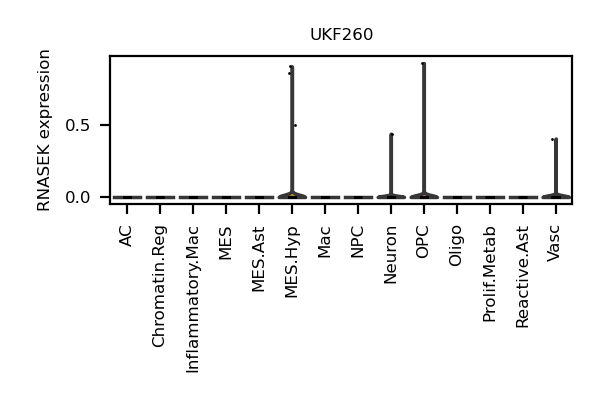 UKF260
RNASEK expression
0.5
0.0
AC
Chromatin.Reg
Inflammatory.Mac
MES
MES.Ast
MES.Hyp
Mac
NPC
Neuron
OPC
Oligo
Prolif.Metab
Reactive.Ast
Vasc